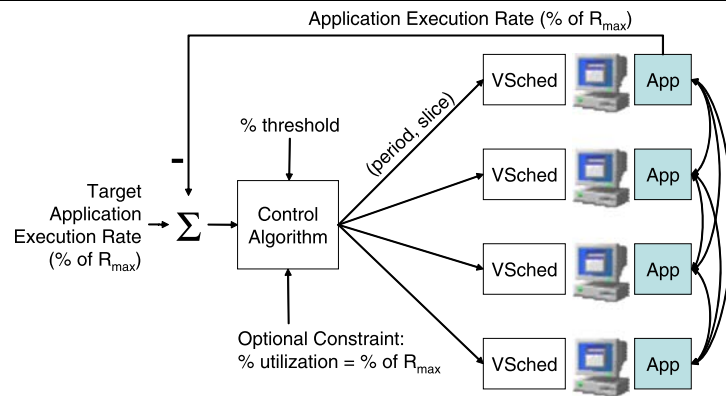 Application Execution Rate (% of Rmax)
VSched
App
(period, slice)
% threshold
-
VSched
App
Target
Application
Execution Rate
(% of Rmax)
Σ
Control
Algorithm
VSched
App
Optional Constraint:
% utilization = % of Rmax
VSched
App